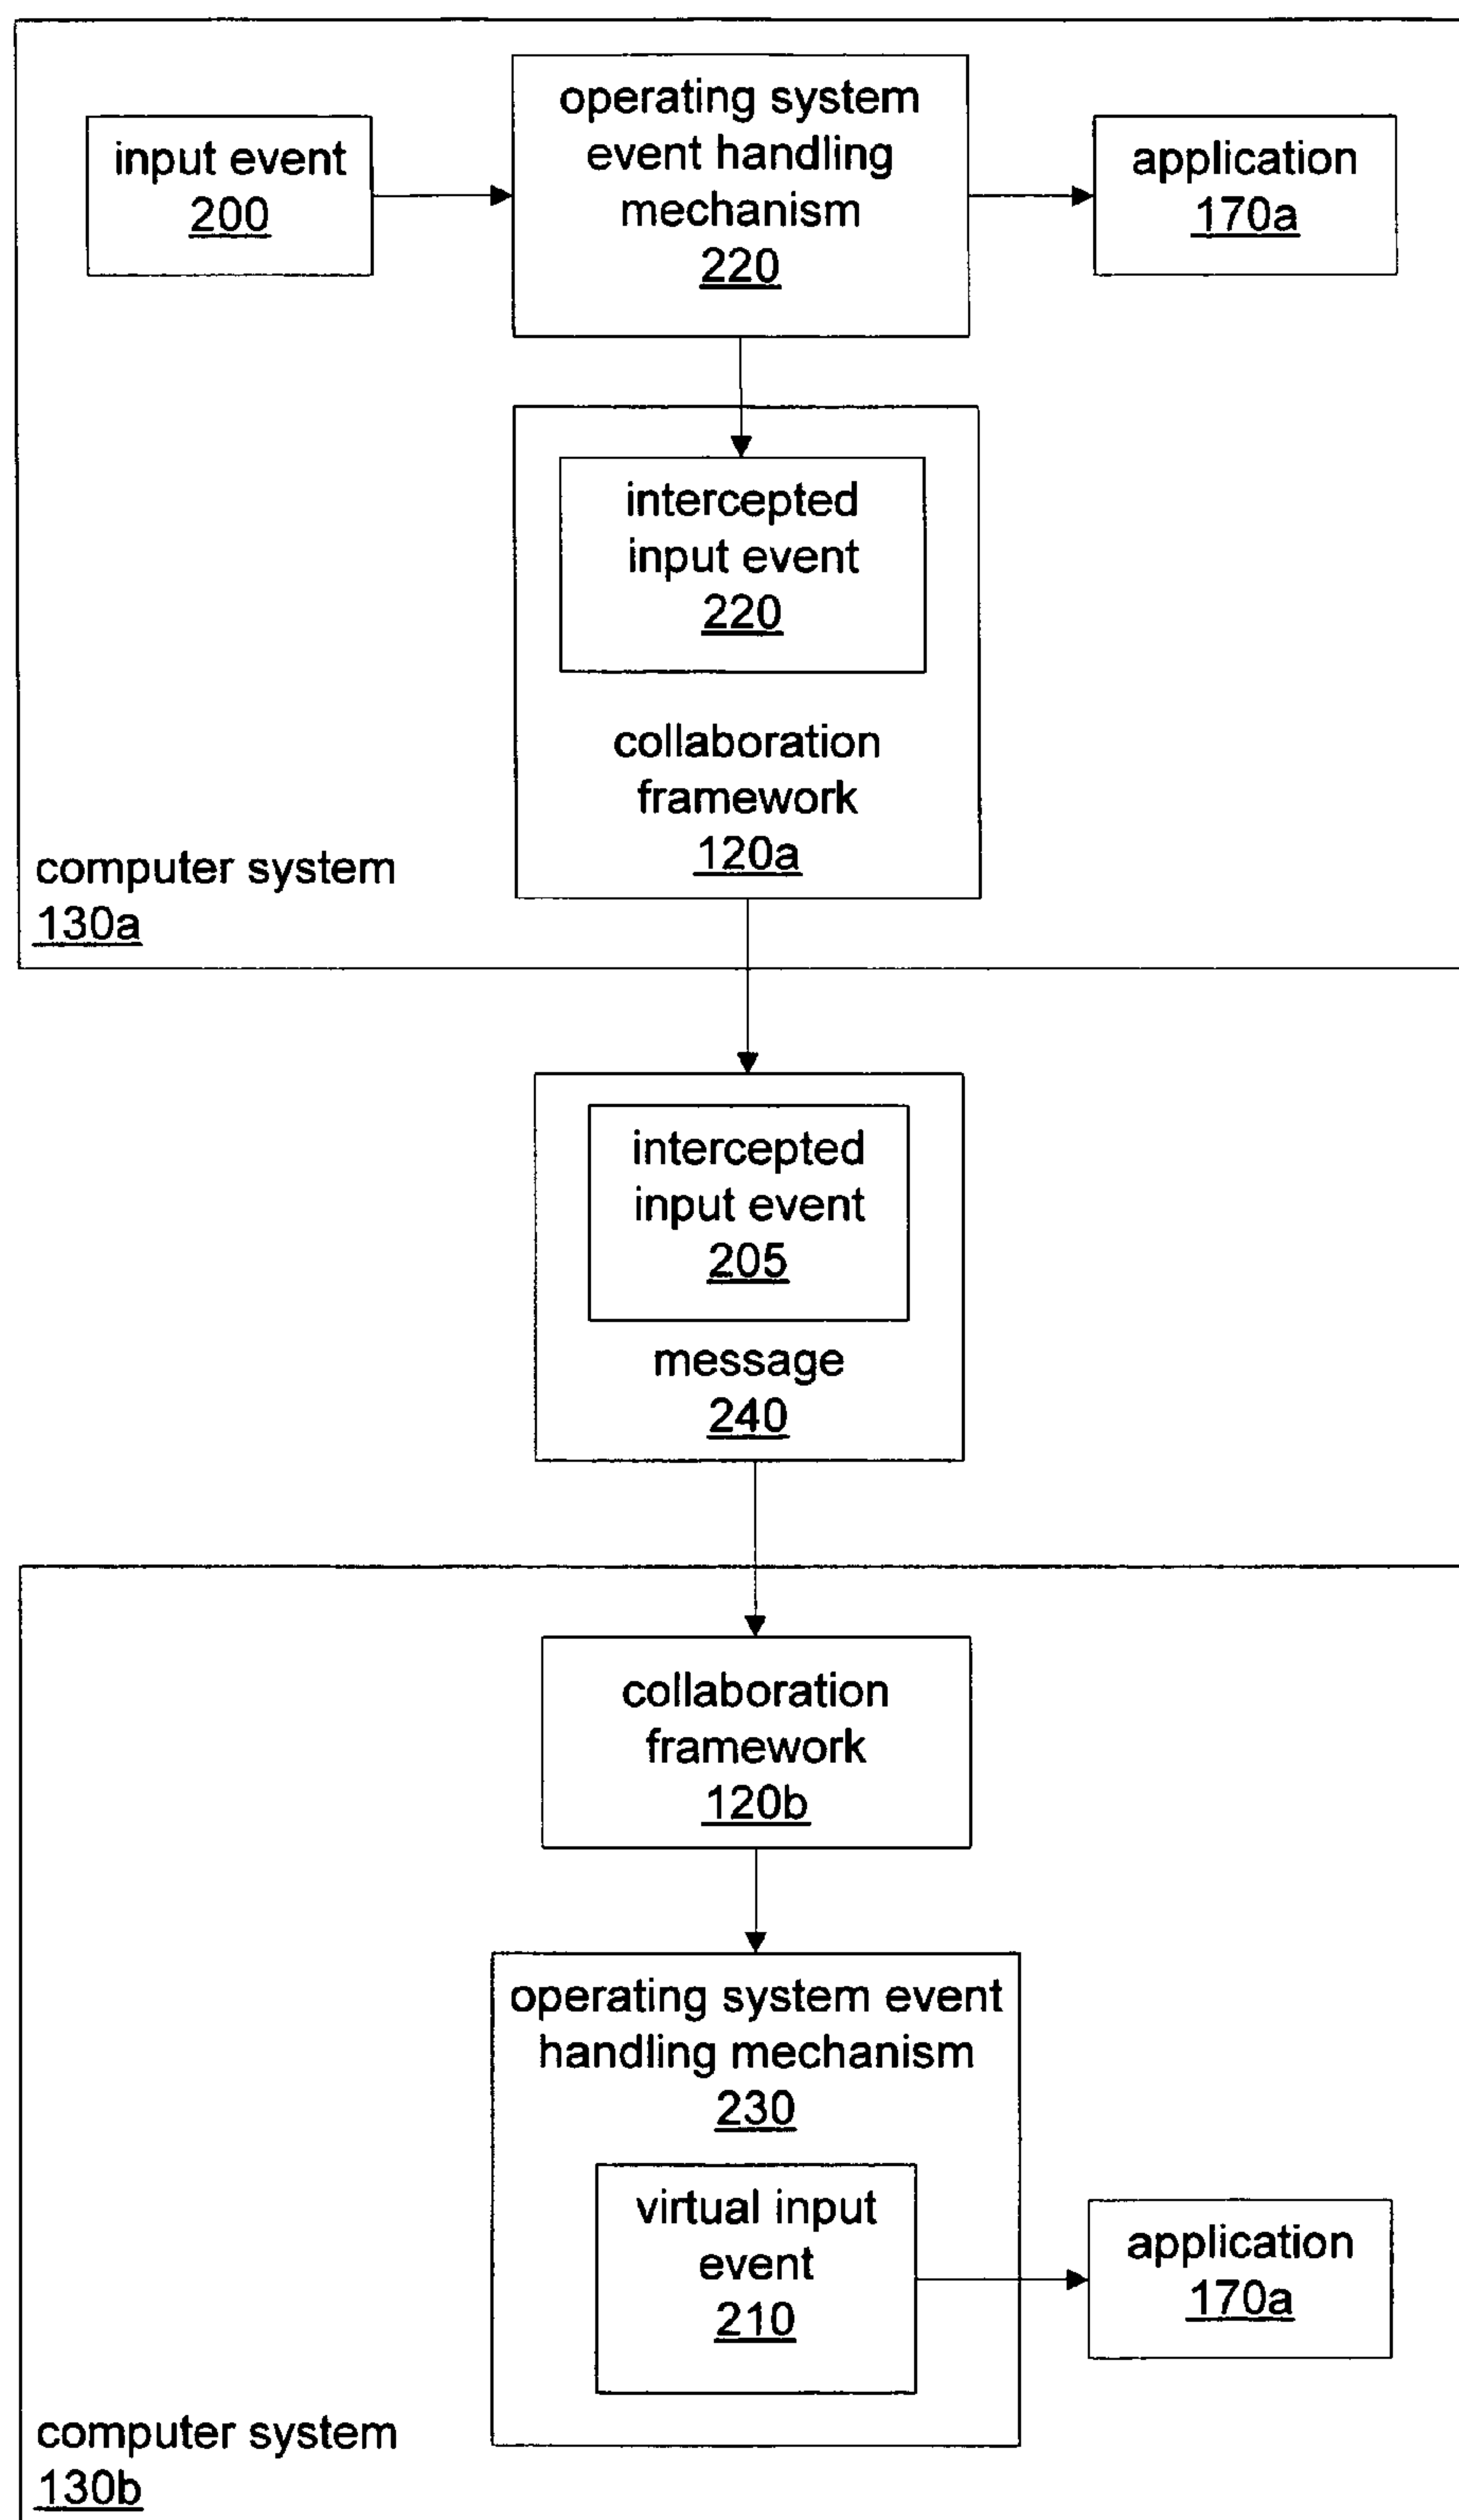 input event
200
operating system
event handling
mechanism
220
application
170a
intercepted
input event
220
collaboration
framework
120a
computer system
130a
intercepted
input event
205
message
240
collaboration
framework
120b
operating system event
handling mechanism
230
virtual input
event
210
application
170a
computer system
130b